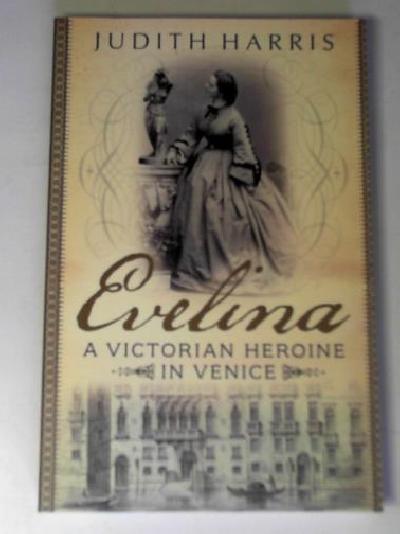 JUDITH HARRIS
Evelina
A VICTORIAN HEROINE
IN VENICE